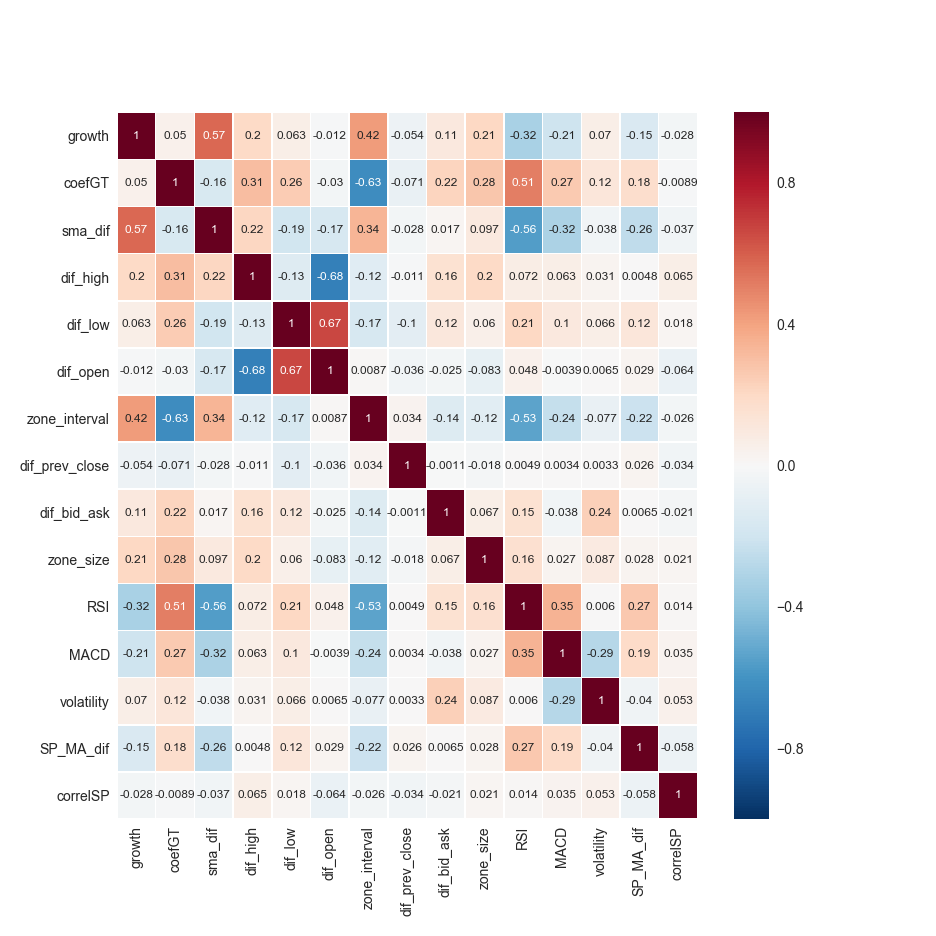 growth 1 0.05 0.57 0.2 0.063 -0.012 0.42 -0.054 0.11 0.21 -0.32 -0.21 0.07 -0.15 -0.028
coefGT 0.05 1 -0.16 0.31 0.26 -0.03 -0.63 -0.071 0.22 0.28 0.51 0.27 0.12 0.18 -0.0089
0.8
sma_dif 0.57 -0.16 1 0.22 -0.19 -0.17 0.34 -0.028 0.017 0.097 -0.56 -0.32 -0.038 -0.26 -0.037
dif_high 0.2 0.31 0.22 1 -0.13 -0.68 -0.12 -0.011 0.16 0.2 0.072 0.063 0.031 0.0048 0.065
dif_low 0.063 0.26 -0.19 -0.13 1 0.67 -0.17 -0.1 0.12 0.06 0.21 0.1 0.066 0.12 0.018
0.4
dif_open -0.012 -0.03 -0.17 -0.68 0.67 1 0.0087 -0.036 -0.025 -0.083 0.048 -0.0039 0.0065 0.029 -0.064
zone_interval 0.42 -0.63 0.34 -0.12 -0.17 0.0087 1 0.034 -0.14 -0.12 -0.53 -0.24 -0.077 -0.22 -0.026
dif_prev_close -0.054 -0.071 -0.028 -0.011 -0.1 -0.036 0.034 1 -0.0011 -0.018 0.0049 0.0034 0.0033 0.026 -0.034
0.0
dif_bid_ask 0.11 0.22 0.017 0.16 0.12 -0.025 -0.14 -0.0011 1 0.067 0.15 -0.038 0.24 0.0065 -0.021
zone_size 0.21 0.28 0.097 0.2 0.06 -0.083 -0.12 -0.018 0.067 1 0.16 0.027 0.087 0.028 0.021
RSI -0.32 0.51 -0.56 0.072 0.21 0.048 -0.53 0.0049 0.15 0.16 1 0.35 0.006 0.27 0.014
−0.4
MACD -0.21 0.27 -0.32 0.063 0.1 -0.0039 -0.24 0.0034 -0.038 0.027 0.35 1 -0.29 0.19 0.035
volatility 0.07 0.12 -0.038 0.031 0.066 0.0065 -0.077 0.0033 0.24 0.087 0.006 -0.29 1 -0.04 0.053
SP_MA_dif -0.15 0.18 -0.26 0.0048 0.12 0.029 -0.22 0.026 0.0065 0.028 0.27 0.19 -0.04 1 -0.058
−0.8
correlSP -0.028 -0.0089 -0.037 0.065 0.018 -0.064 -0.026 -0.034 -0.021 0.021 0.014 0.035 0.053 -0.058 1
growth
coefGT
sma_dif
dif_high
dif_low
dif_open
zone_interval
dif_prev_close
dif_bid_ask
zone_size
RSI
MACD
volatility
SP_MA_dif
correlSP